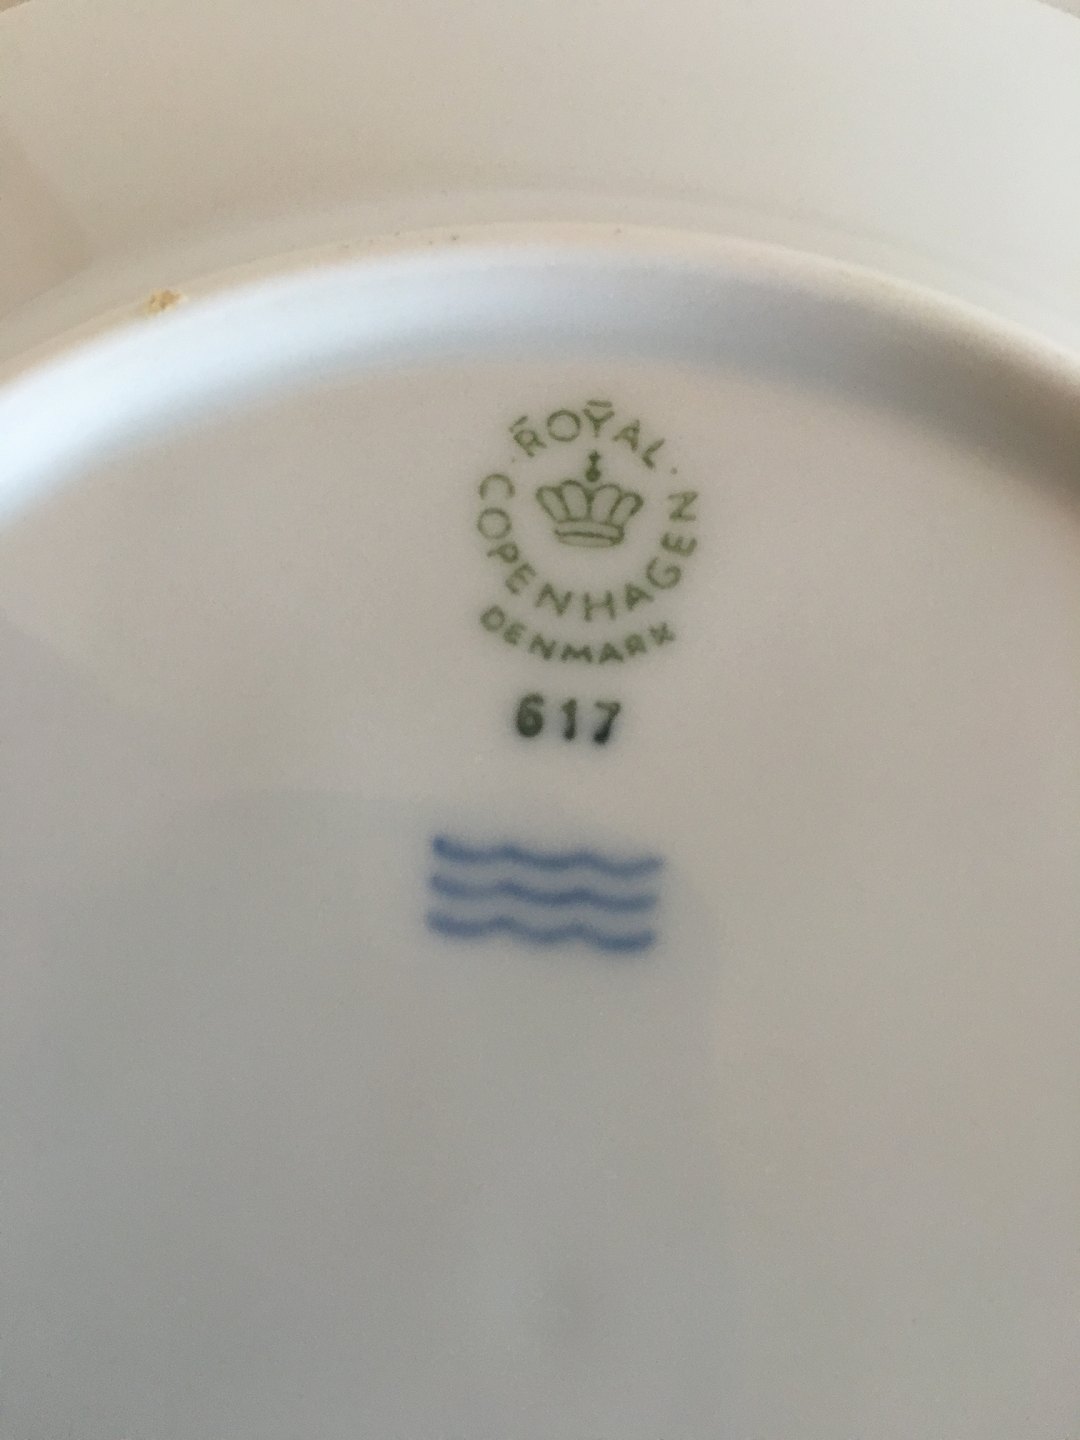 ROYAL
COPENHAGEN
DENMARK
617